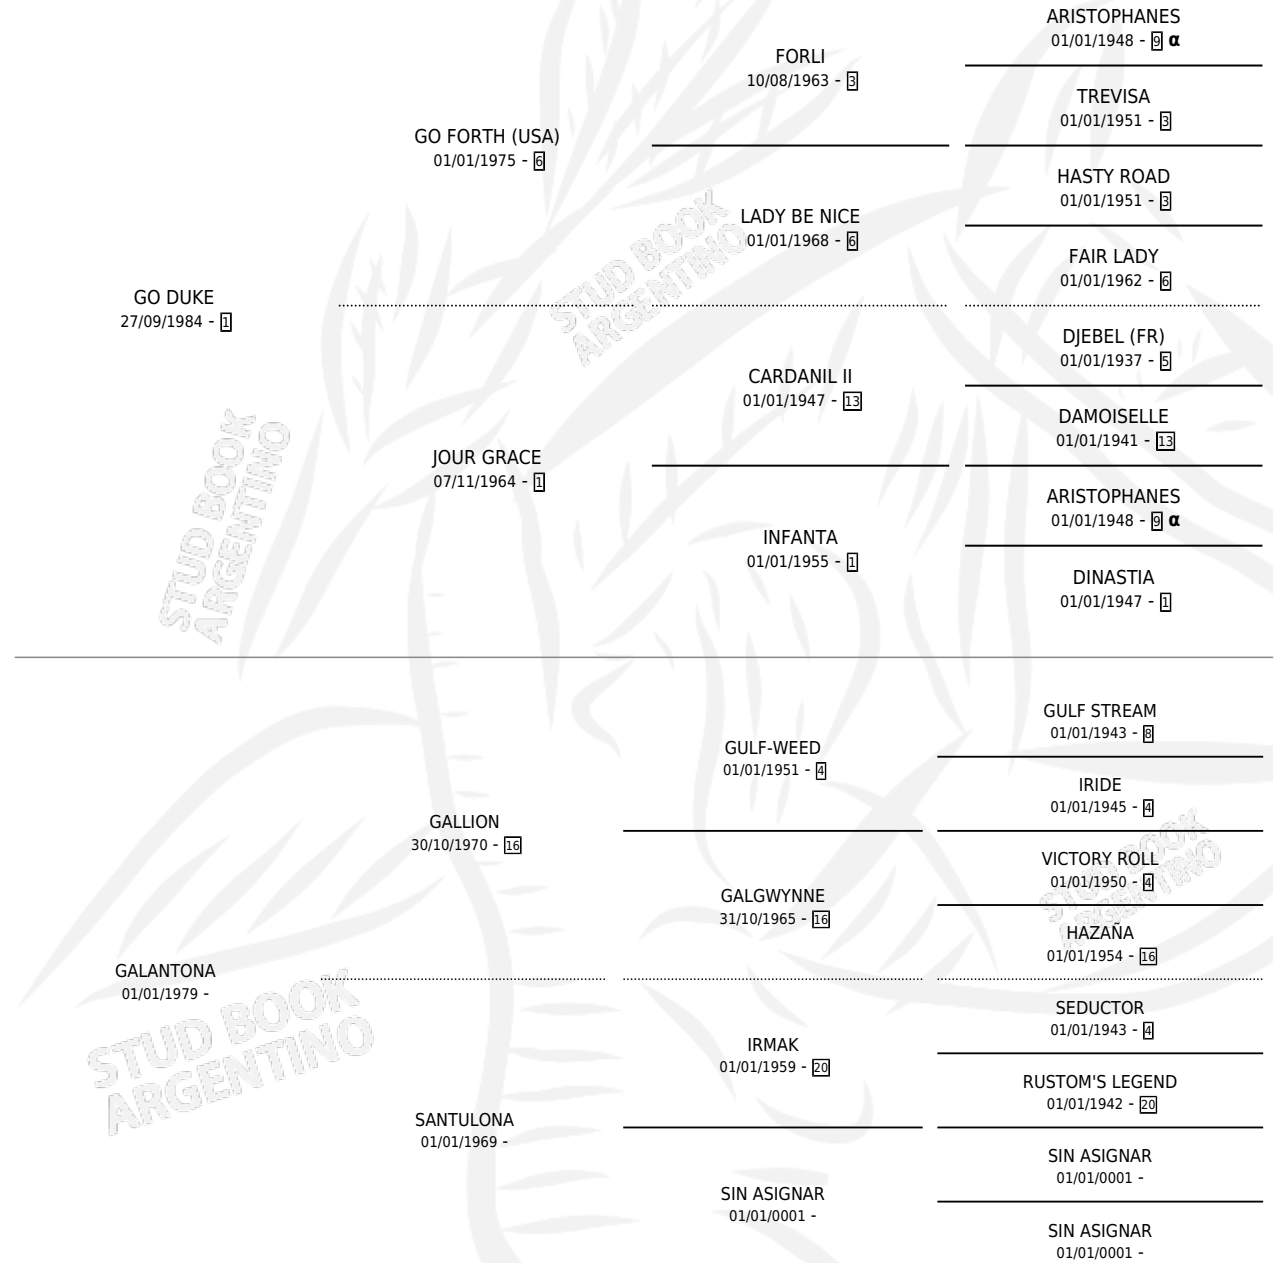 ARISTOPHANES
01/01/1948 - 9 α
FORLI
10/08/1963 - 3
TREVISA
01/01/1951 - 3
GO FORTH (USA)
01/01/1975 - 6
HASTY ROAD
01/01/1951 - 3
LADY BE NICE
01/01/1968 - 6
FAIR LADY
01/01/1962 - 6
STUD BOOK
ARGENTINO
GO DUKE
27/09/1984 - 1
DJEBEL (FR)
01/01/1937 - 5
CARDANIL II
01/01/1947 - 13
DAMOISELLE
01/01/1941 - 13
JOUR GRACE
07/11/1964 - 1
ARISTOPHANES
01/01/1948 - 9 α
INFANTA
01/01/1955 - 1
DINASTIA
01/01/1947 - 1
STUD BOOK
ARGENTINO
GULF STREAM
01/01/1943 - 8
GULF-WEED
01/01/1951 - 4
IRIDE
01/01/1945 - 4
GALLION
30/10/1970 - 16
VICTORY ROLL
01/01/1950 - 4
GALGWYNNE
31/10/1965 - 16
HAZAÑA
01/01/1954 - 16
STUD BOOK
ARGENTINO
GALANTONA
01/01/1979 -
SEDUCTOR
01/01/1943 - 4
IRMAK
01/01/1959 - 20
RUSTOM'S LEGEND
01/01/1942 - 20
STUD BOOK
ARGENTINO
SANTULONA
01/01/1969 -
SIN ASIGNAR
01/01/0001 -
SIN ASIGNAR
01/01/0001 -
SIN ASIGNAR
01/01/0001 -